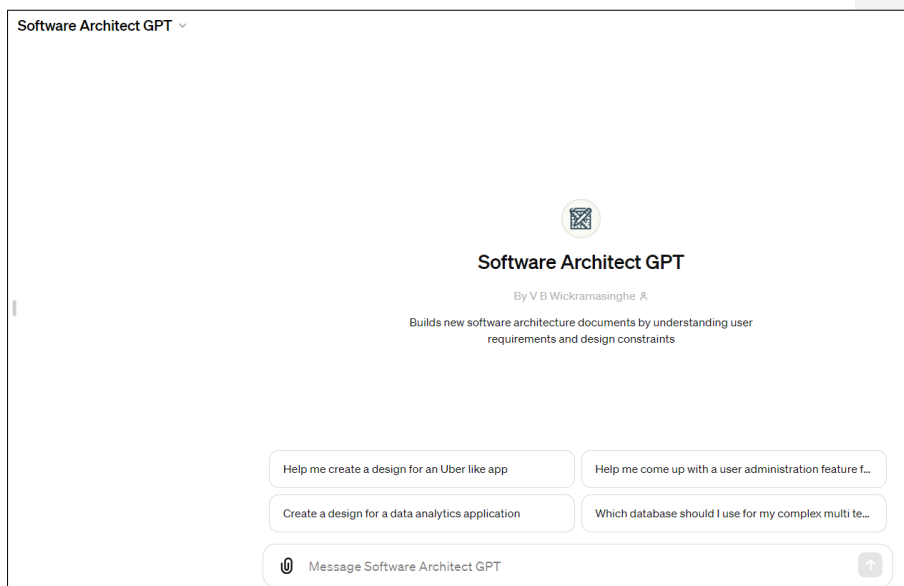 Software Architect GPT
Software Architect GPT
By V B Wickramasinghe
Builds new software architecture documents by understanding user
requirements and design constraints
Help me create a design for an Uber like app
Help me come up with a user administration feature f...
Create a design for a data analytics application
Which database should I use for my complex multi te...
Message Software Architect GPT